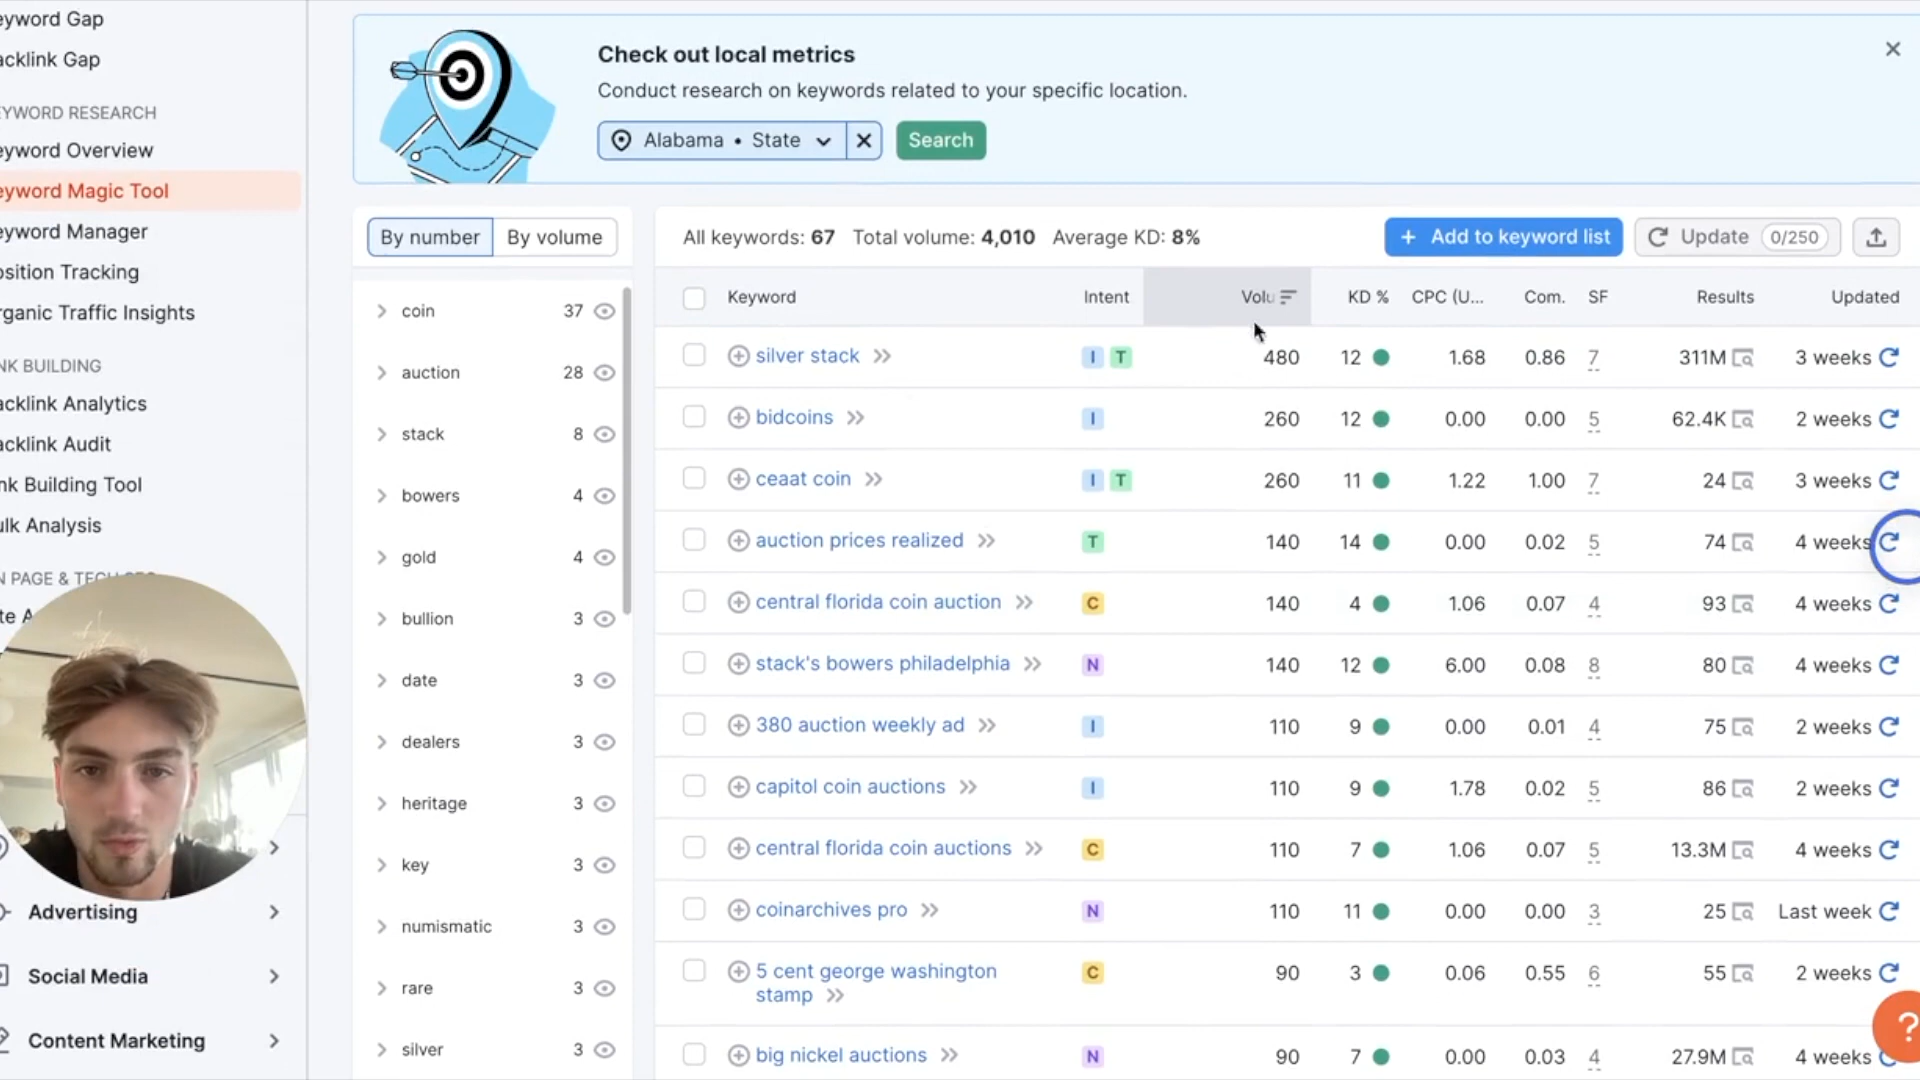 eyword Gap
acklink Gap
EYWORD RESEARCH
eyword Overview
eyword Magic Tool
eyword Manager
osition Tracking
rganic Traffic Insights
NK BUILDING
acklink Analytics
acklink Audit
nk Building Tool
ulk Analysis
N PAGE & TECH SEO
te A
Advertising
Social Media
Content Marketing
Check out local metrics
Conduct research on keywords related to your specific location.
Alabama • State
Search
By number By volume
coin 37
auction 28
stack 8
bowers 4
gold 4
bullion 3
date 3
dealers 3
heritage 3
key 3
numismatic 3
rare 3
silver 3
All keywords: 67 Total volume: 4,010 Average KD: 8%
+ Add to keyword list
Update 0/250
Keyword Intent Volu KD % CPC (U... Com. SF Results Updated
silver stack I T 480 12 1.68 0.86 7 311M 3 weeks
bidcoins I 260 12 0.00 0.00 5 62.4K 2 weeks
ceaat coin I T 260 11 1.22 1.00 7 24 3 weeks
auction prices realized T 140 14 0.00 0.02 5 74 4 weeks
central florida coin auction C 140 4 1.06 0.07 4 93 4 weeks
stack's bowers philadelphia N 140 12 6.00 0.08 8 80 4 weeks
380 auction weekly ad I 110 9 0.00 0.01 4 75 2 weeks
capitol coin auctions I 110 9 1.78 0.02 5 86 2 weeks
central florida coin auctions C 110 7 1.06 0.07 5 13.3M 4 weeks
coinarchives pro N 110 11 0.00 0.00 3 25 Last week
5 cent george washington C 90 3 0.06 0.55 6 55 2 weeks
stamp
big nickel auctions N 90 7 0.00 0.03 4 27.9M 4 weeks
?